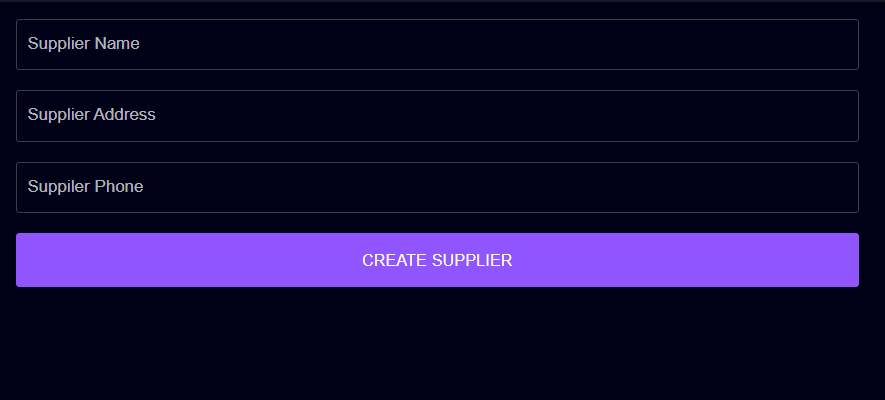 Supplier Name
Supplier Address
Suppiler Phone
CREATE SUPPLIER